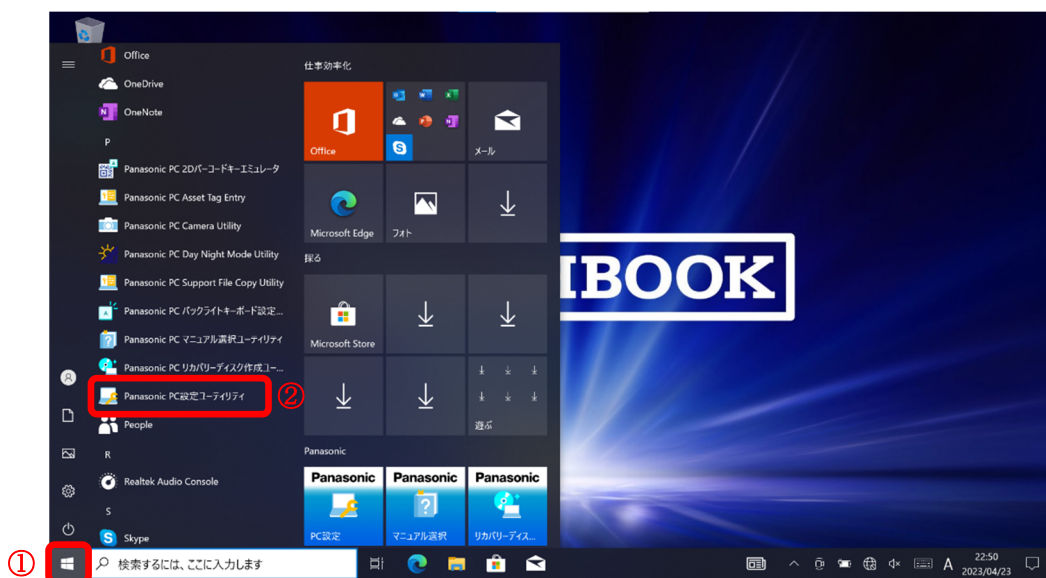 Office
OneDrive
OneNote
P
Panasonic PC 2Dバーコードキーエミュレータ
Panasonic PC Asset Tag Entry
Panasonic PC Camera Utility
Panasonic PC Day Night Mode Utility
Panasonic PC Support File Copy Utility
Panasonic PC バックライトキーボード設定...
Panasonic PC マニュアル選択ユーティリティ
Panasonic PC リカバリーディスク作成ユー...
Panasonic PC設定ユーティリティ
②
People
R
Realtek Audio Console
S
Skype
仕事効率化
Office
メール
Microsoft Edge
フォト
探る
Microsoft Store
遊ぶ
Panasonic
Panasonic
PC設定
Panasonic
マニュアル選択
Panasonic
リカバリーディス...
IBOOK
①
検索するには、ここに入力します
A
22:50
2023/04/23